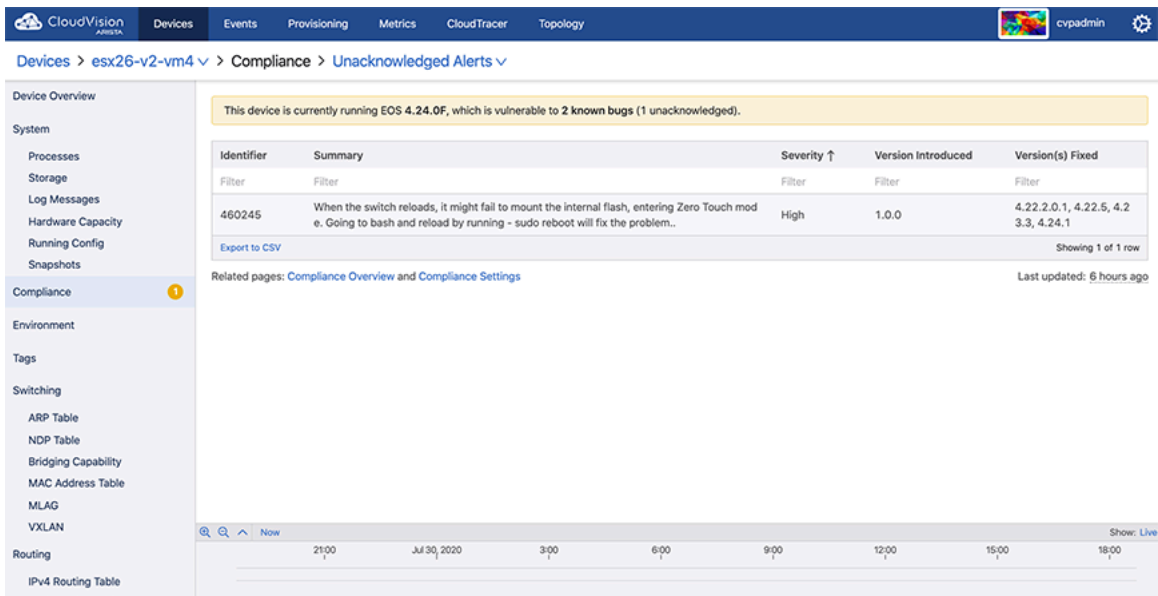 CloudVision
ARISTA
Devices Events Provisioning Metrics CloudTracer Topology cvpadmin
Devices > esx26-v2-vm4 > Compliance > Unacknowledged Alerts
Device Overview
System
Processes
Storage
Log Messages
Hardware Capacity
Running Config
Snapshots
Compliance 1
Environment
Tags
Switching
ARP Table
NDP Table
Bridging Capability
MAC Address Table
MLAG
VXLAN
Routing
IPv4 Routing Table
This device is currently running EOS 4.24.0F, which is vulnerable to 2 known bugs (1 unacknowledged).
Identifier Summary Severity ↑ Version Introduced Version(s) Fixed
Filter Filter Filter Filter Filter
460245 When the switch reloads, it might fail to mount the internal flash, entering Zero Touch mod
e. Going to bash and reload by running - sudo reboot will fix the problem.. High 1.0.0 4.22.2.0.1, 4.22.5, 4.2
3.3, 4.24.1
Export to CSV Showing 1 of 1 row
Related pages: Compliance Overview and Compliance Settings Last updated: 6 hours ago
Now Show: Live
21:00 Jul 30, 2020 3:00 6:00 9:00 12:00 15:00 18:00